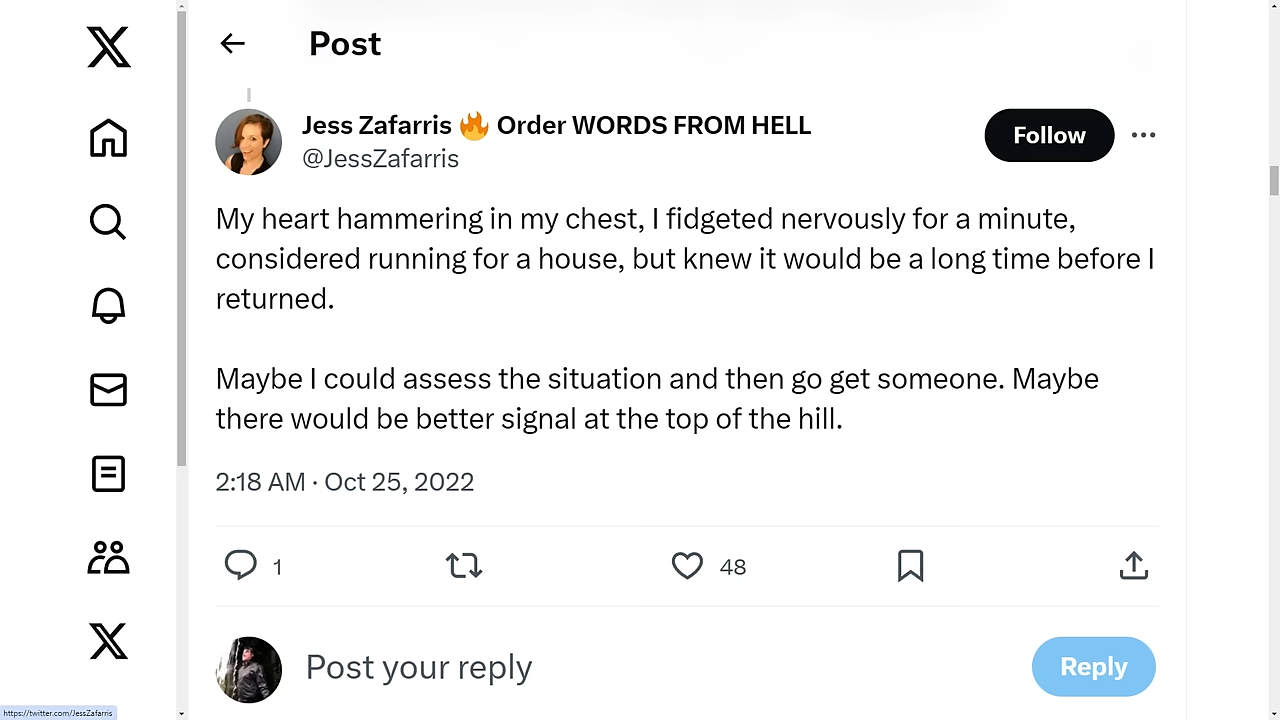 Post
Jess Zafarris 🔥 Order WORDS FROM HELL
@JessZafarris
Follow
My heart hammering in my chest, I fidgeted nervously for a minute,
considered running for a house, but knew it would be a long time before I
returned.
Maybe I could assess the situation and then go get someone. Maybe
there would be better signal at the top of the hill.
2:18 AM · Oct 25, 2022
1
48
Post your reply
Reply
https://twitter.com/JessZafarris